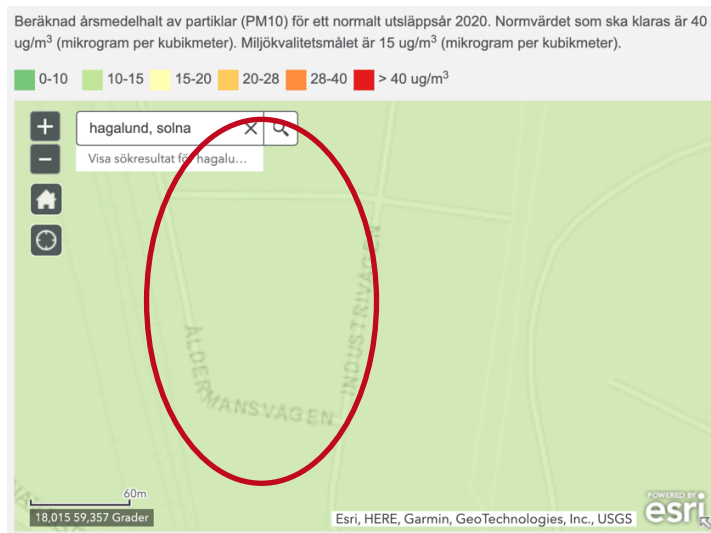 Beräknad årsmedelhalt av partiklar (PM10) för ett normalt utsläppsår 2020. Normvärdet som ska klaras är 40
ug/m³ (mikrogram per kubikmeter). Miljökvalitetsmålet är 15 ug/m³ (mikrogram per kubikmeter).
0-10 10-15 15-20 20-28 28-40 > 40 ug/m³
hagalund, solna
Visa sökresultat för hagalu...
INDUSTRIVÄGEN
ÅLDERMANSVÄGEN
60m
18,015 59,357 Grader
Esri, HERE, Garmin, GeoTechnologies, Inc., USGS
POWERED BY
esri